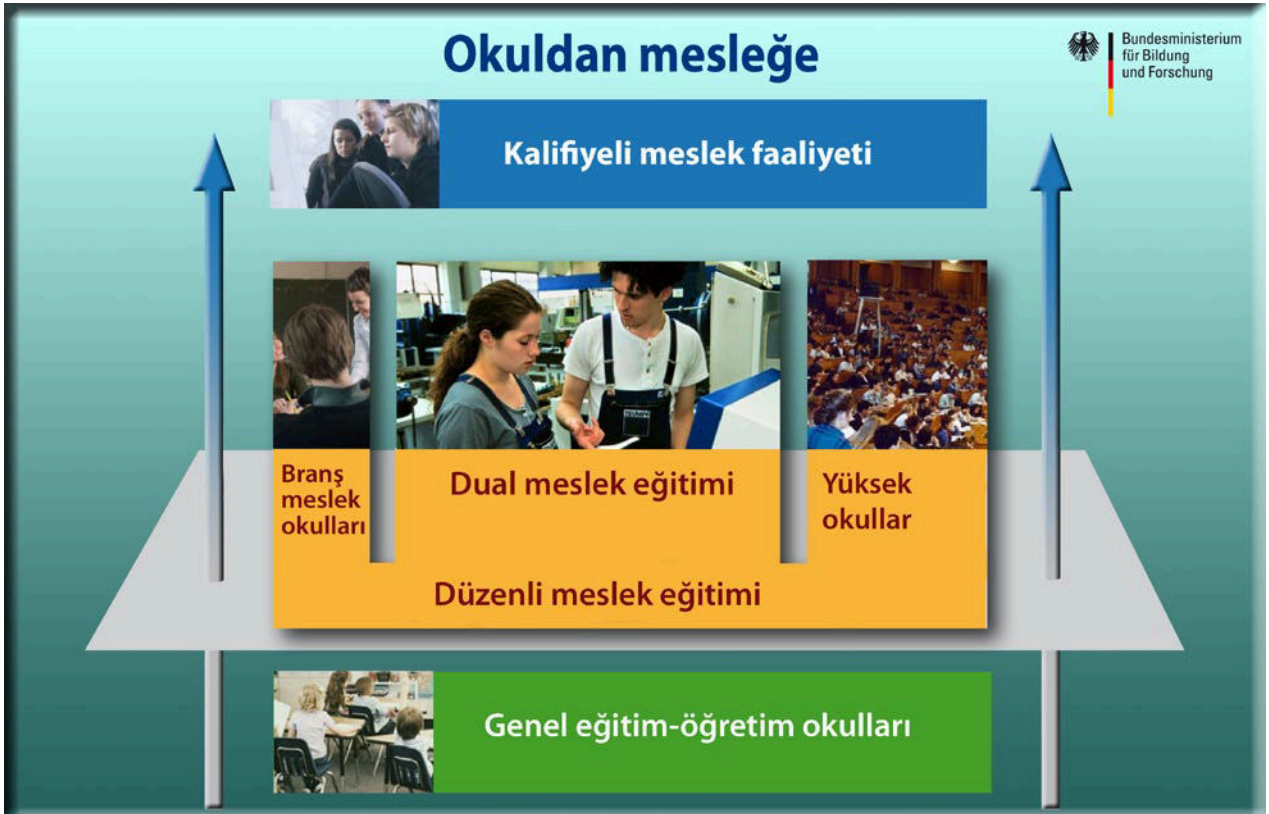 Okuldan mesleğe
Bundesministerium
für Bildung
und Forschung
Kalifiyeli meslek faaliyeti
Branş
meslek
okulları
Dual meslek eğitimi
Yüksek
okullar
Düzenli meslek eğitimi
Genel eğitim-öğretim okulları